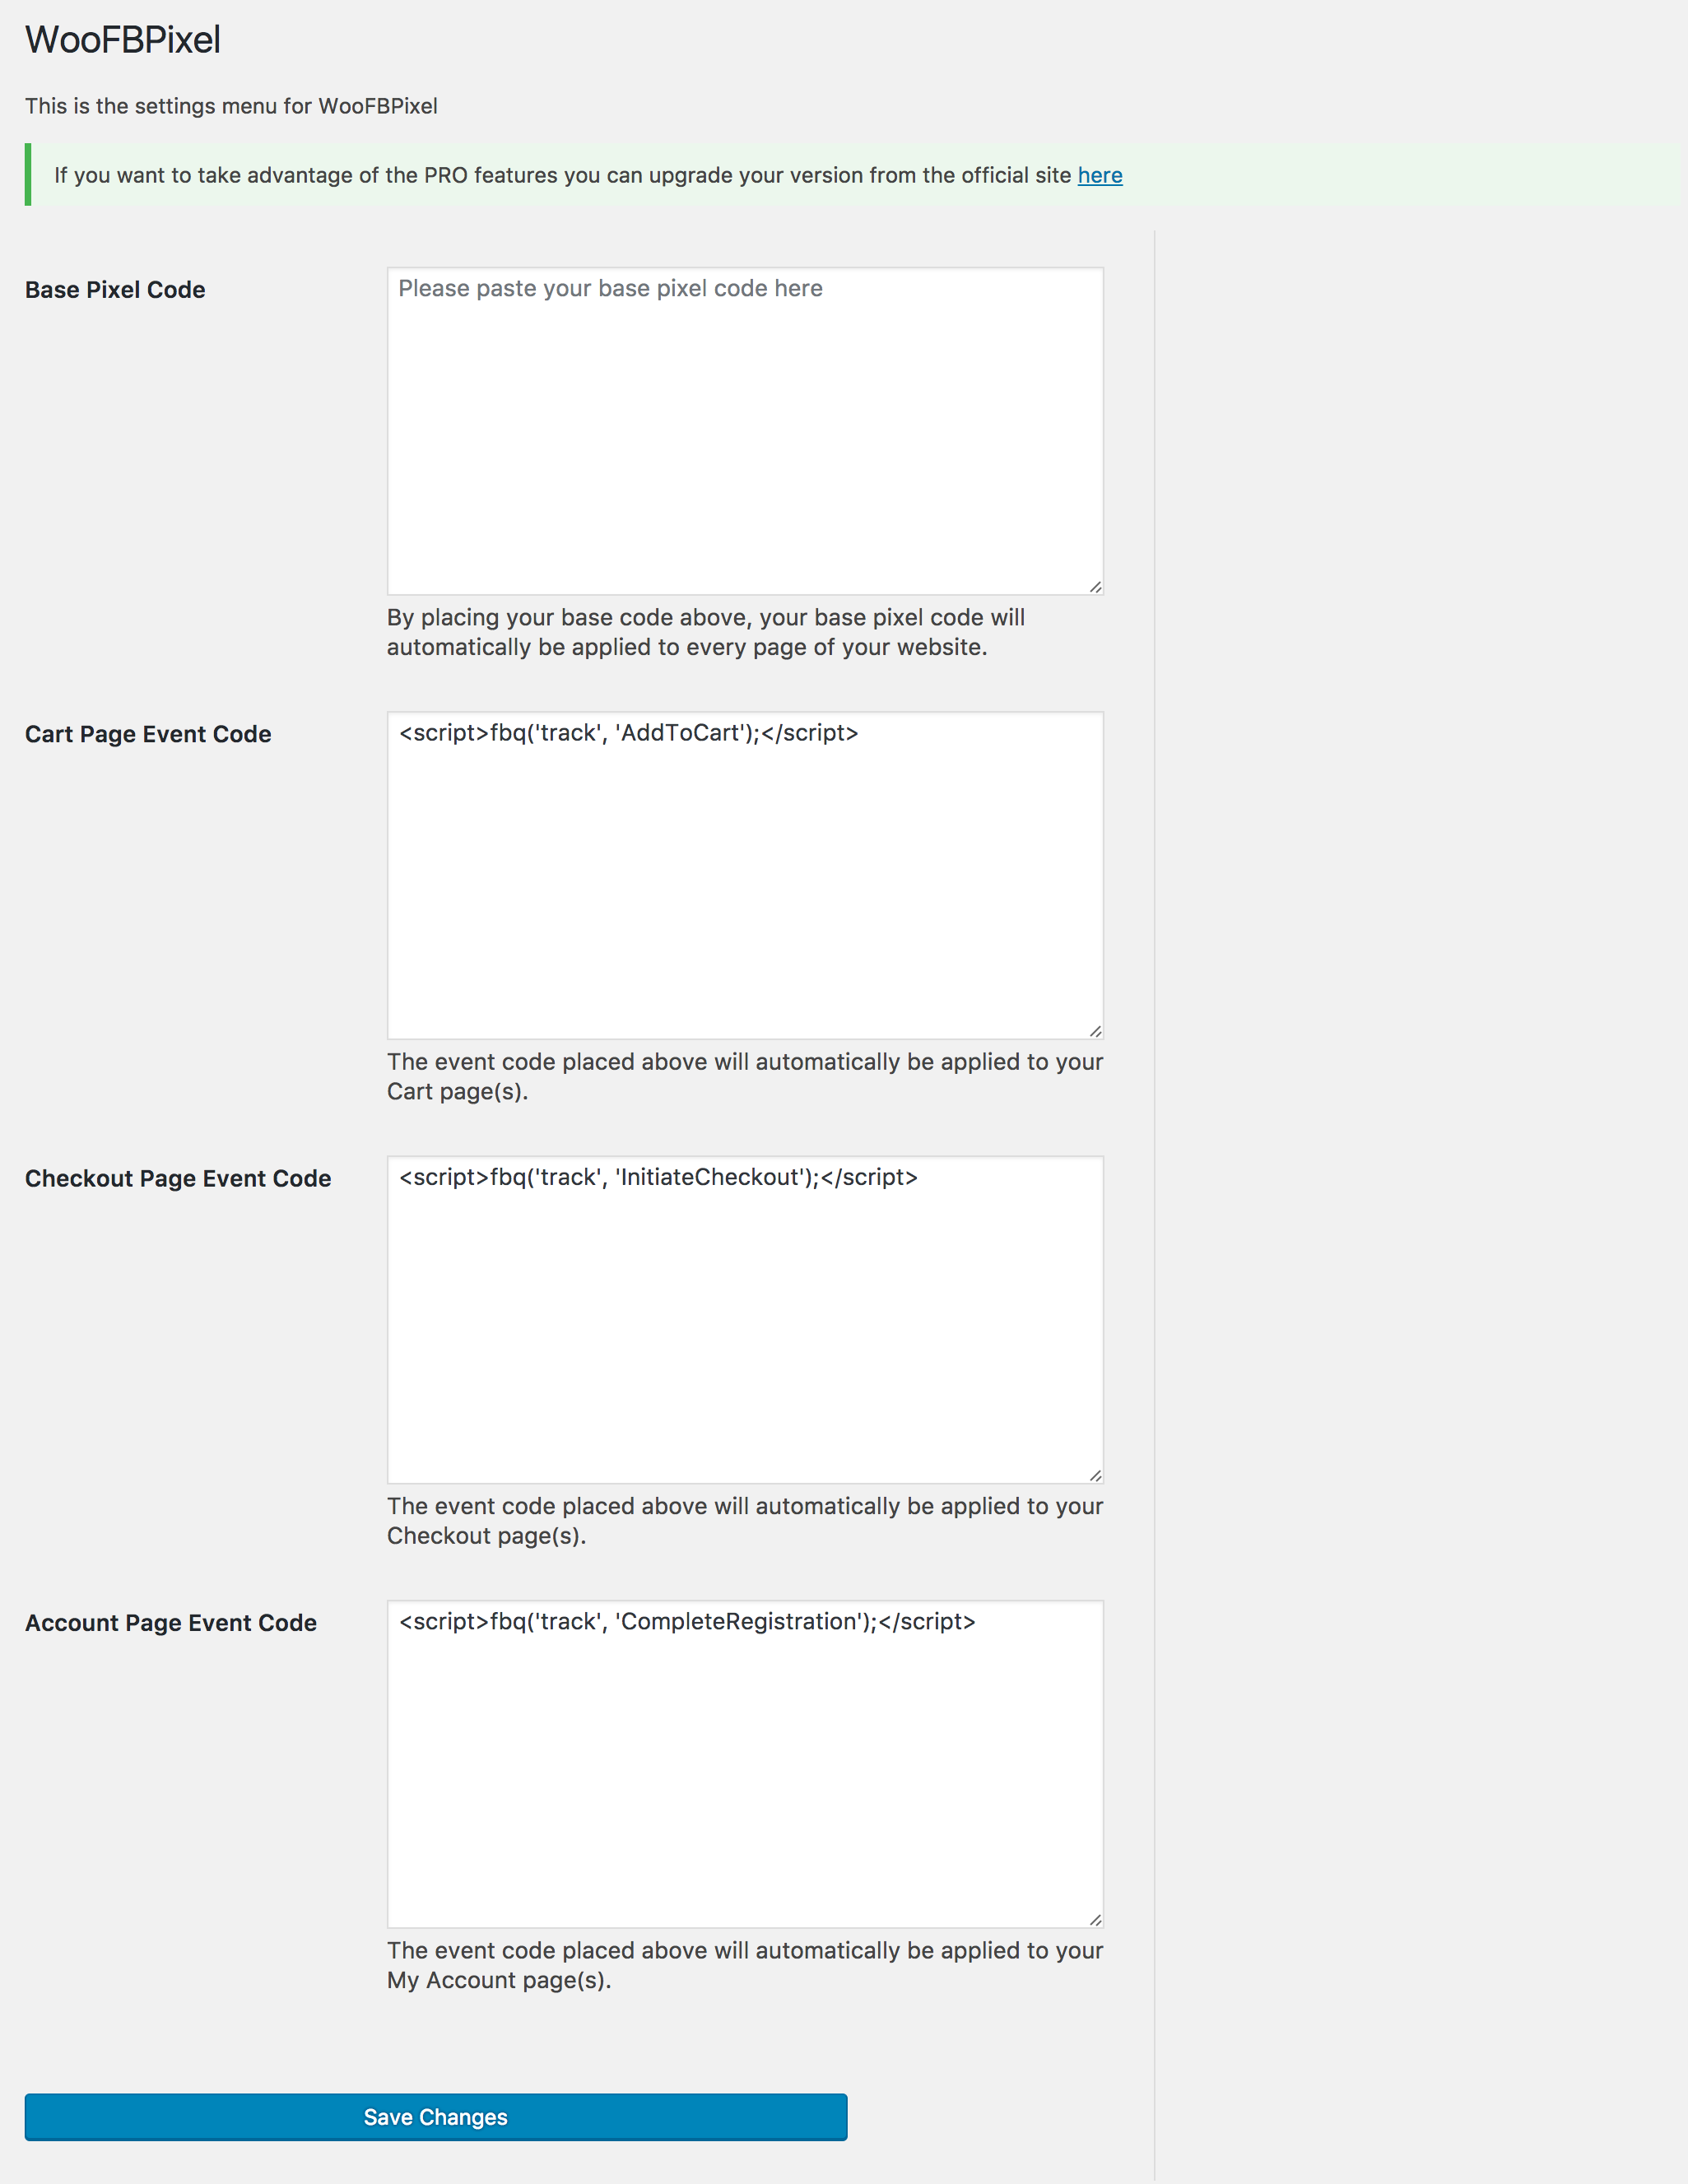 WooFBPixel
This is the settings menu for WooFBPixel
If you want to take advantage of the PRO features you can upgrade your version from the official site here
Base Pixel Code
Please paste your base pixel code here
By placing your base code above, your base pixel code will
automatically be applied to every page of your website.
Cart Page Event Code
<script>fbq('track', 'AddToCart');</script>
The event code placed above will automatically be applied to your
Cart page(s).
Checkout Page Event Code
<script>fbq('track', 'InitiateCheckout');</script>
The event code placed above will automatically be applied to your
Checkout page(s).
Account Page Event Code
<script>fbq('track', 'CompleteRegistration');</script>
The event code placed above will automatically be applied to your
My Account page(s).
Save Changes